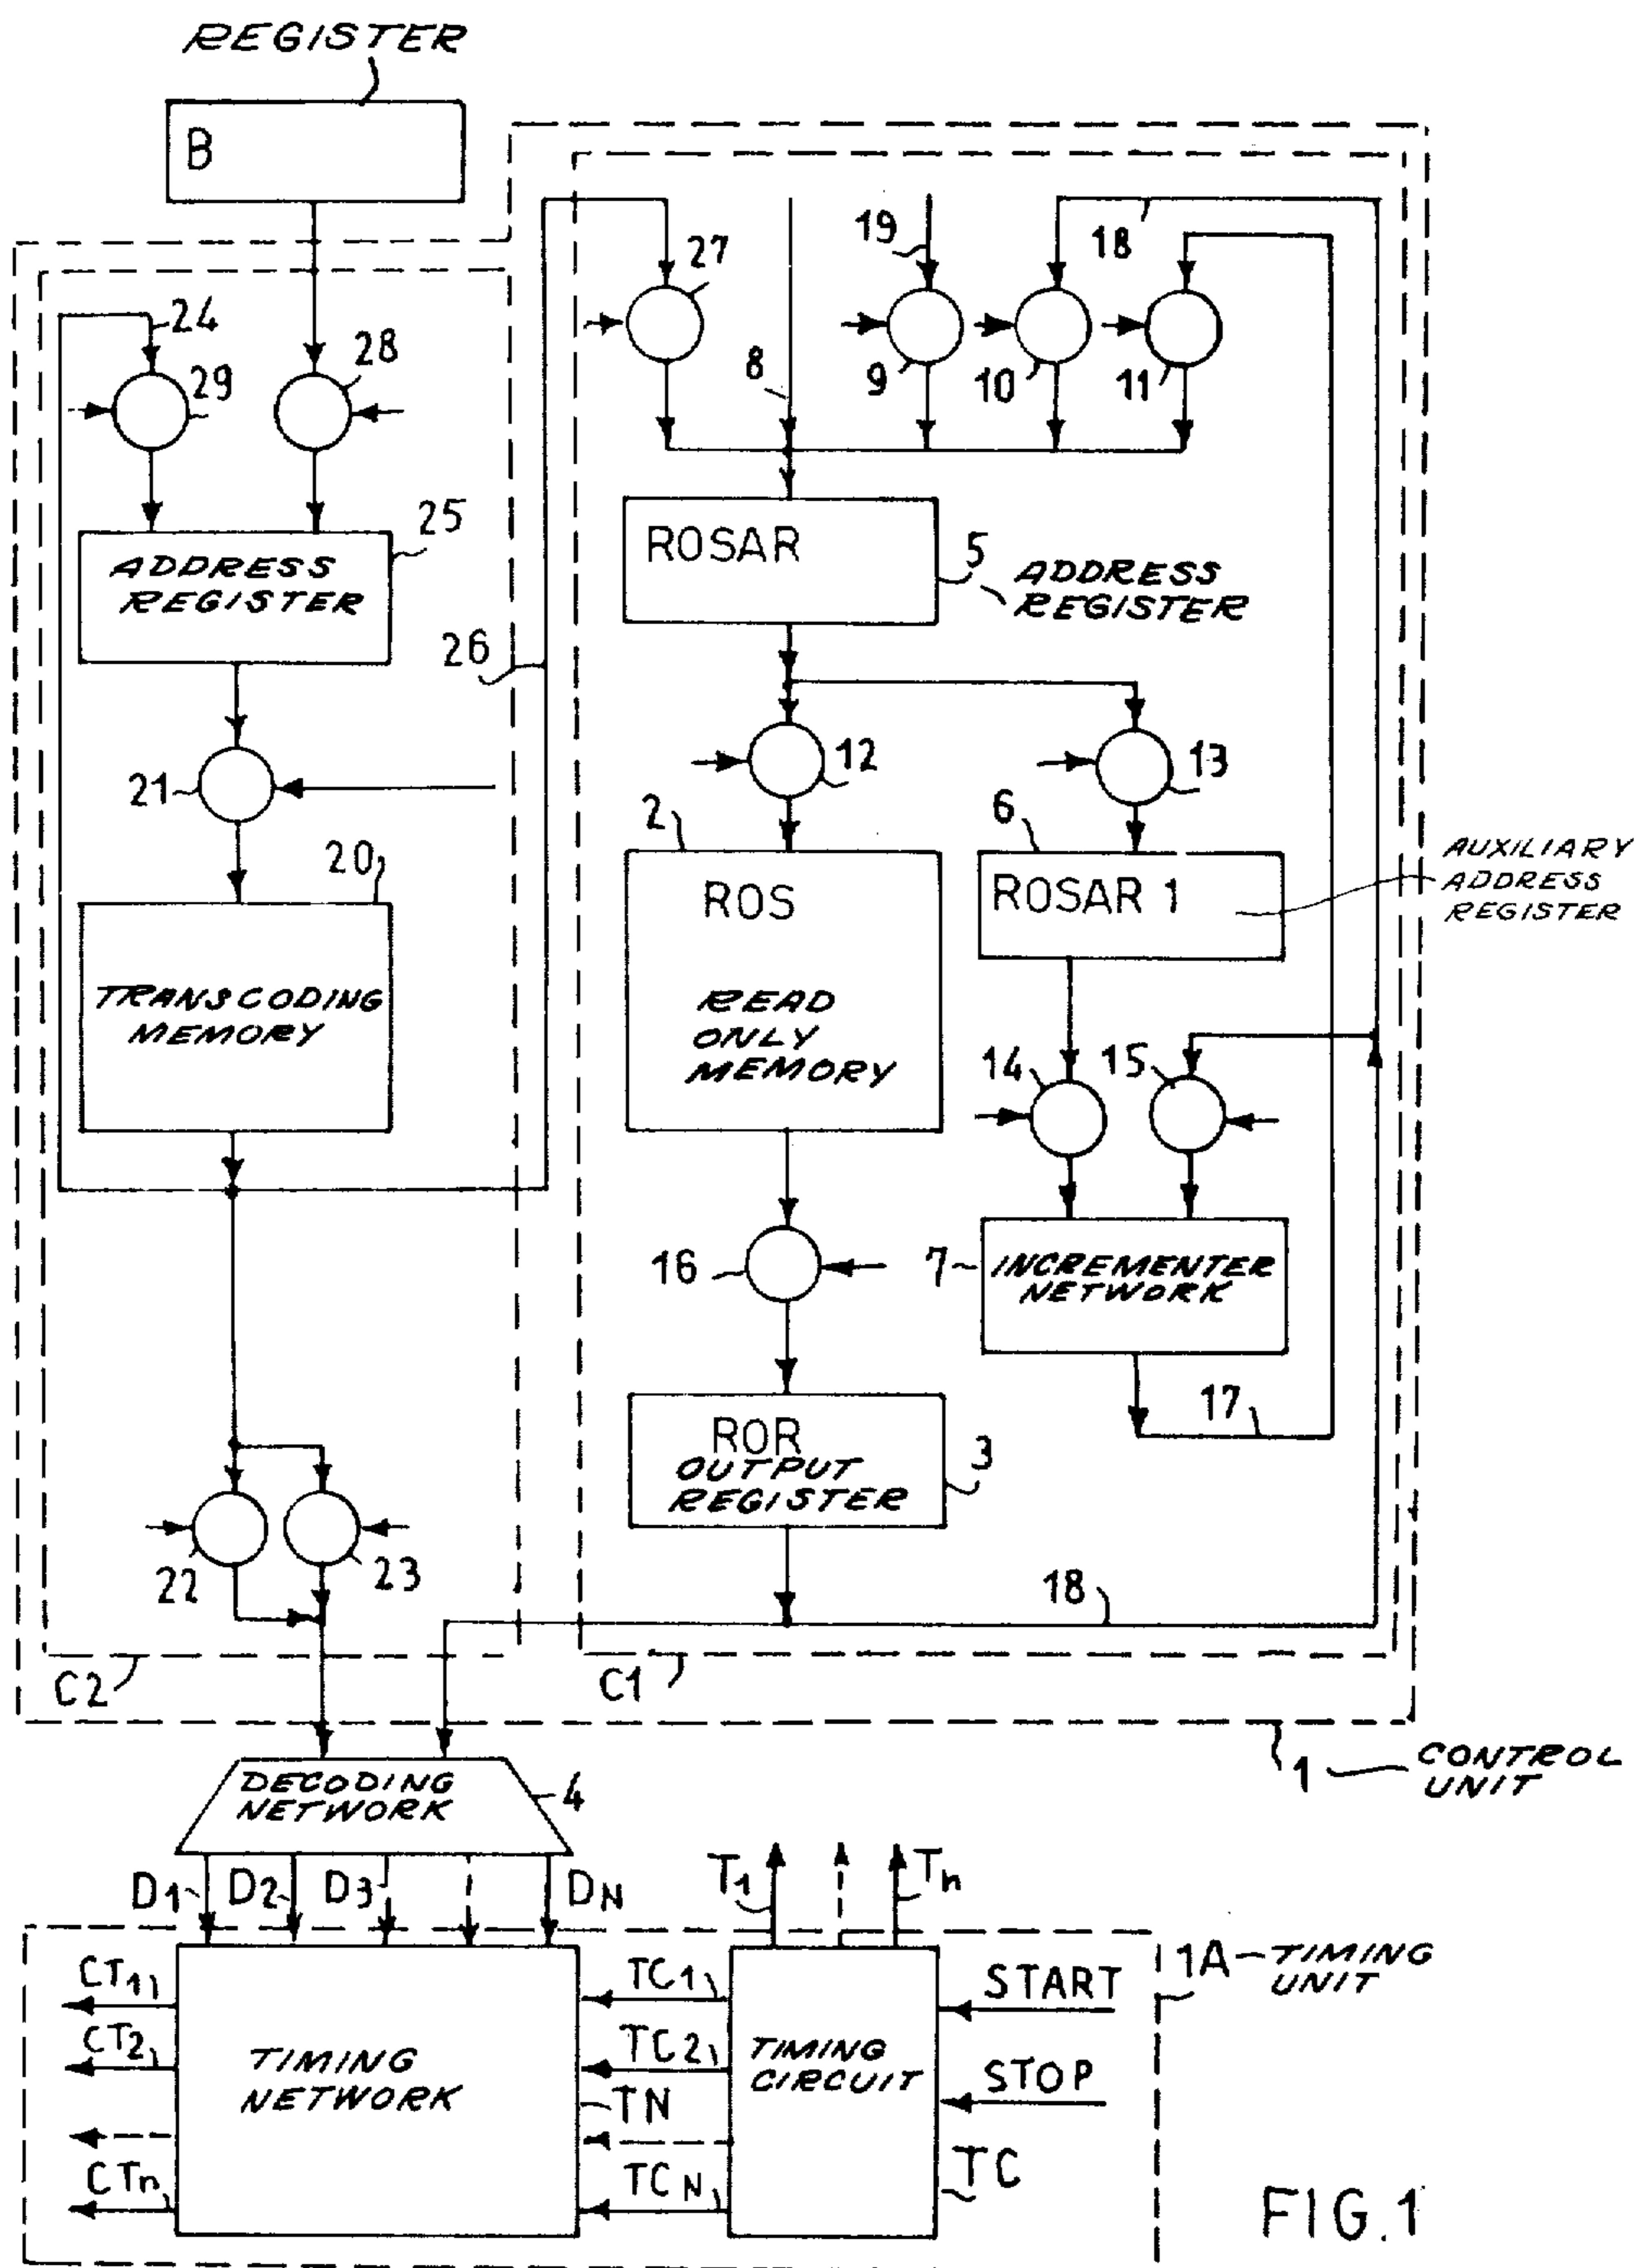 REGISTER
B
19
18
27
24
28
8
29
9
10
11
25
ROSAR
5
ADDRESS
REGISTER
ADDRESS
REGISTER
26
12
13
21
2
6
20
AUXILIARY
ADDRESS
REGISTER
ROS
ROSAR 1
TRANSCODING
MEMORY
READ
ONLY
MEMORY
14
15
16
7
INCREMENTER
NETWORK
17
ROR
OUTPUT
REGISTER
3
22
23
18
C2
C1
1
CONTROL
UNIT
DECODING
NETWORK
4
D1
D2
D3
DN
T1
Tn
1A
TIMING
UNIT
CT1
TC1
START
CT2
TC2
TIMING
NETWORK
TIMING
CIRCUIT
STOP
TN
CTn
TCN
TC
FIG.1